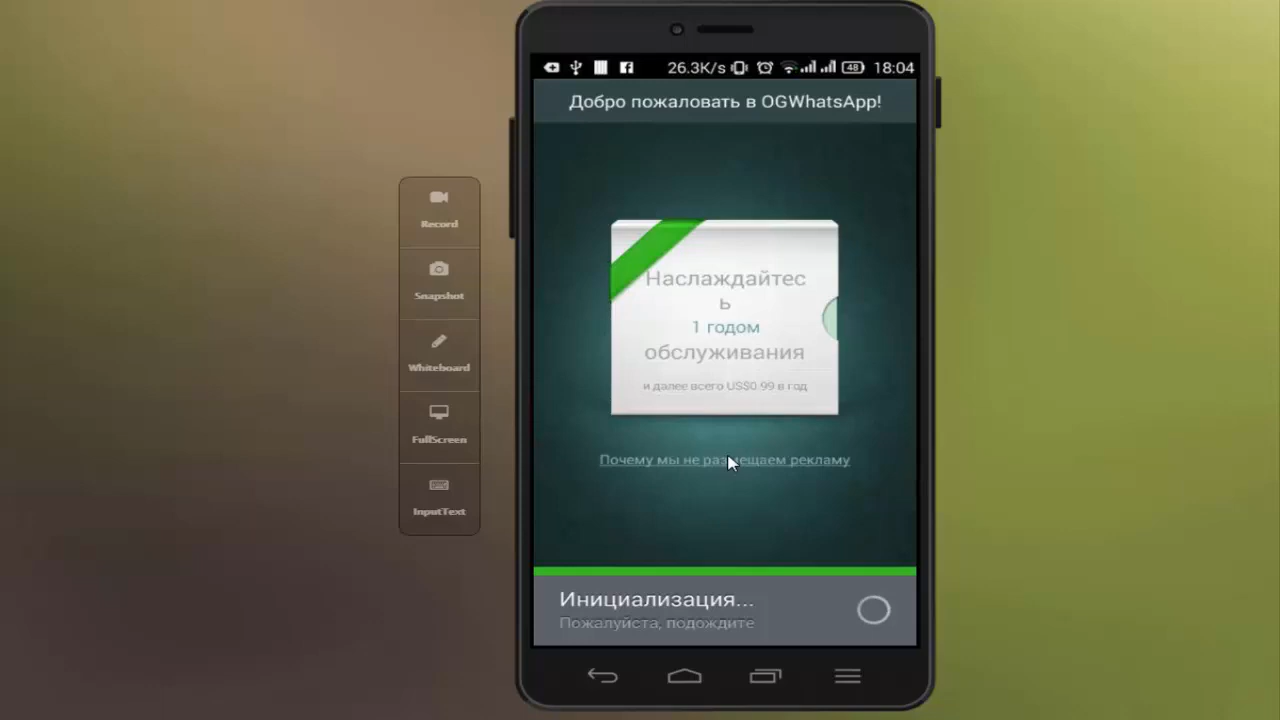 26.3K/s 48 18:04
Добро пожаловать в OGWhatsApp!
Record
Snapshot
Whiteboard
FullScreen
InputText
Наслаждайтес
ь
1 годом
обслуживания
и далее всего US$0.99 в год
Почему мы не размещаем рекламу
Инициализация...
Пожалуйста, подождите